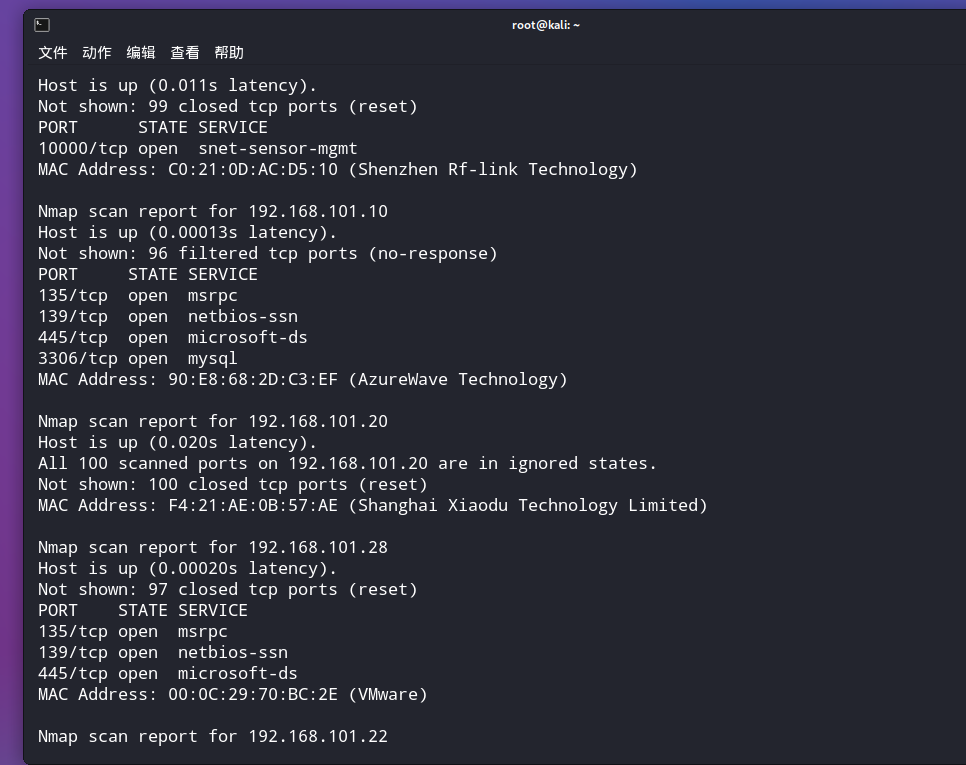 root@kali: ~
文件 动作 编辑 查看 帮助
Host is up (0.011s latency).
Not shown: 99 closed tcp ports (reset)
PORT      STATE SERVICE
10000/tcp open  snet-sensor-mgmt
MAC Address: C0:21:0D:AC:D5:10 (Shenzhen Rf-link Technology)
Nmap scan report for 192.168.101.10
Host is up (0.00013s latency).
Not shown: 96 filtered tcp ports (no-response)
PORT     STATE SERVICE
135/tcp  open  msrpc
139/tcp  open  netbios-ssn
445/tcp  open  microsoft-ds
3306/tcp open  mysql
MAC Address: 90:E8:68:2D:C3:EF (AzureWave Technology)
Nmap scan report for 192.168.101.20
Host is up (0.020s latency).
All 100 scanned ports on 192.168.101.20 are in ignored states.
Not shown: 100 closed tcp ports (reset)
MAC Address: F4:21:AE:0B:57:AE (Shanghai Xiaodu Technology Limited)
Nmap scan report for 192.168.101.28
Host is up (0.00020s latency).
Not shown: 97 closed tcp ports (reset)
PORT    STATE SERVICE
135/tcp open  msrpc
139/tcp open  netbios-ssn
445/tcp open  microsoft-ds
MAC Address: 00:0C:29:70:BC:2E (VMware)
Nmap scan report for 192.168.101.22